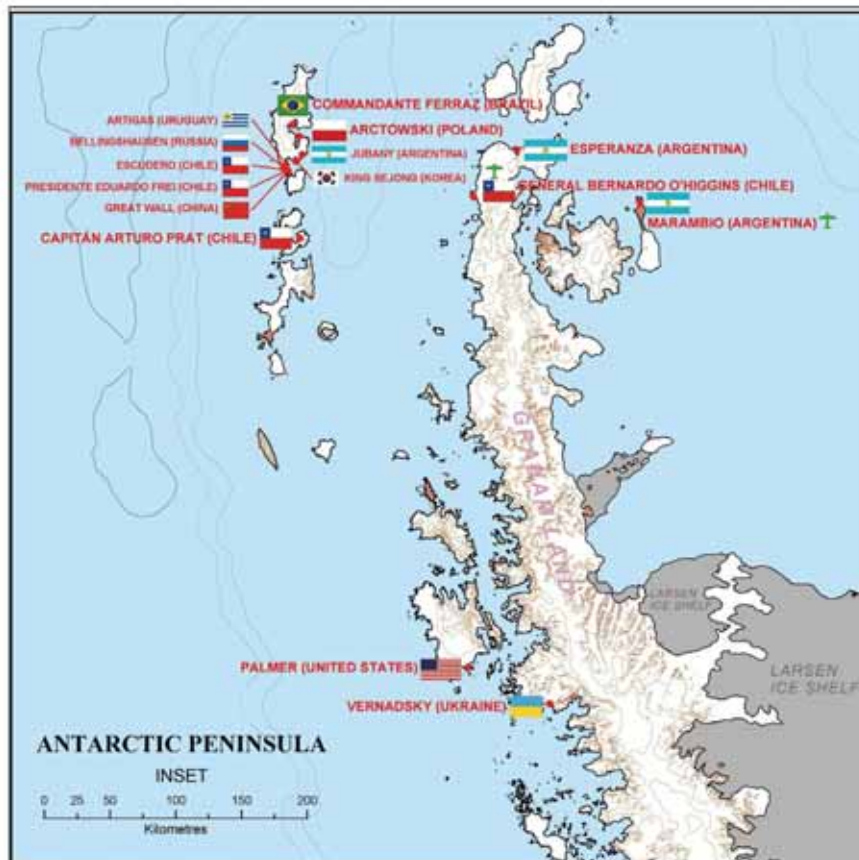 COMMANDANTE FERRAZ (BRAZIL)
ARTIGAS (URUGUAY)
ARCTOWSKI (POLAND)
BELLINGSHAUSEN (RUSSIA)
JUBANY (ARGENTINA)
ESPERANZA (ARGENTINA)
ESCUDERO (CHILE)
KING SEJONG (KOREA)
PRESIDENTE EDUARDO FREI (CHILE)
GENERAL BERNARDO O'HIGGINS (CHILE)
GREAT WALL (CHINA)
MARAMBIO (ARGENTINA)
CAPITÁN ARTURO PRAT (CHILE)
GRAHAM LAND
LARSEN
ICE SHELF
LARSEN
ICE SHELF
PALMER (UNITED STATES)
VERNADSKY (UKRAINE)
ANTARCTIC PENINSULA
INSET
0 50 100 150 200
Kilometres